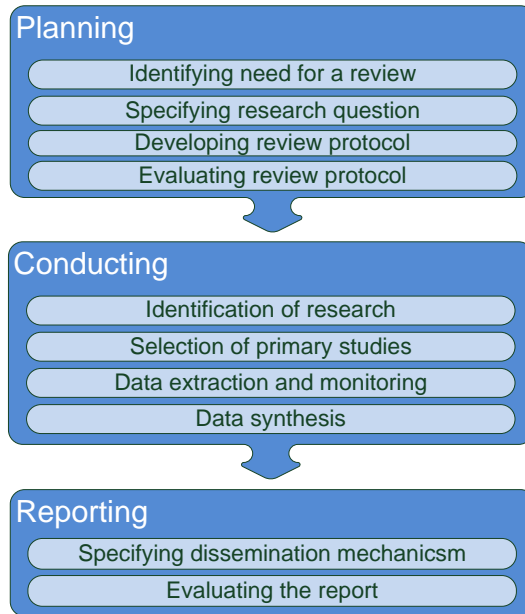 Planning
Identifying need for a review
Specifying research question
Developing review protocol
Evaluating review protocol
Conducting
Identification of research
Selection of primary studies
Data extraction and monitoring
Data synthesis
Reporting
Specifying dissemination mechanicsm
Evaluating the report